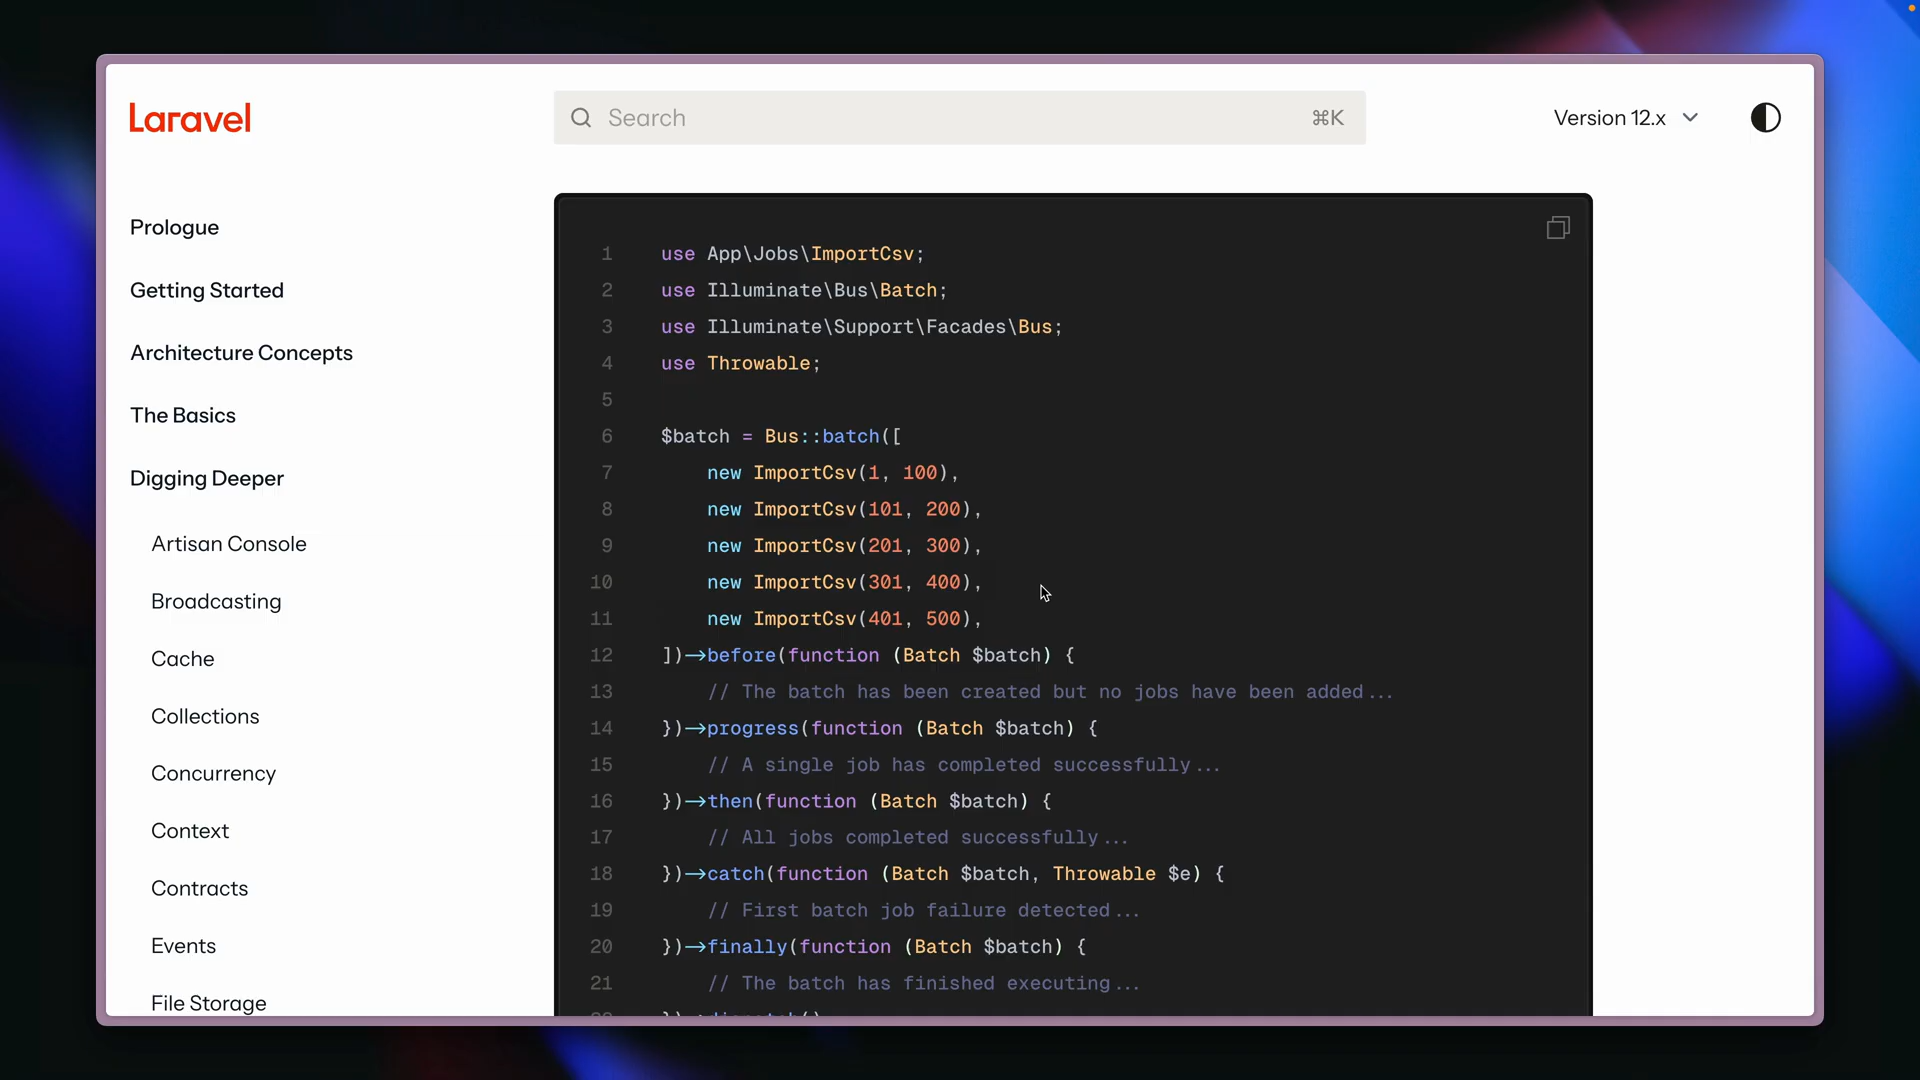 Laravel
Search
⌘K
Version 12.x
Prologue
Getting Started
Architecture Concepts
The Basics
Digging Deeper
Artisan Console
Broadcasting
Cache
Collections
Concurrency
Context
Contracts
Events
File Storage
1 use App\Jobs\ImportCsv;
2 use Illuminate\Bus\Batch;
3 use Illuminate\Support\Facades\Bus;
4 use Throwable;
5
6 $batch = Bus::batch([
7 new ImportCsv(1, 100),
8 new ImportCsv(101, 200),
9 new ImportCsv(201, 300),
10 new ImportCsv(301, 400),
11 new ImportCsv(401, 500),
12 ])->before(function (Batch $batch) {
13 // The batch has been created but no jobs have been added...
14 })->progress(function (Batch $batch) {
15 // A single job has completed successfully...
16 })->then(function (Batch $batch) {
17 // All jobs completed successfully...
18 })->catch(function (Batch $batch, Throwable $e) {
19 // First batch job failure detected...
20 })->finally(function (Batch $batch) {
21 // The batch has finished executing...